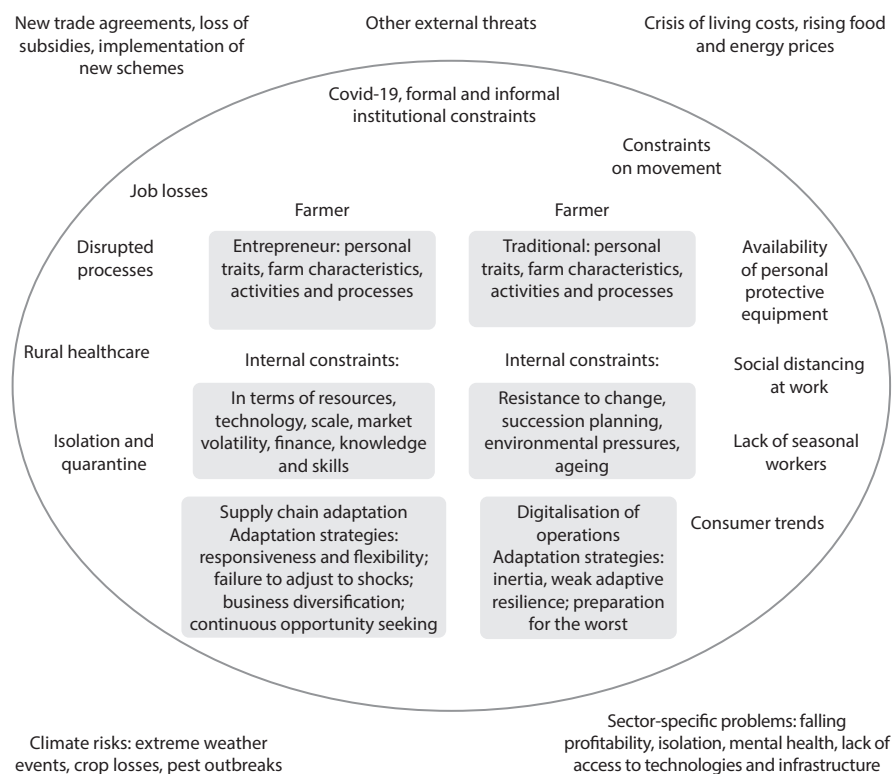 New trade agreements, loss of
subsidies, implementation of
new schemes
Other external threats
Crisis of living costs, rising food
and energy prices
Covid-19, formal and informal
institutional constraints
Constraints
on movement
Job losses
Farmer
Farmer
Disrupted
processes
Entrepreneur: personal
traits, farm characteristics,
activities and processes
Traditional: personal
traits, farm characteristics,
activities and processes
Availability
of personal
protective
equipment
Rural healthcare
Internal constraints:
Internal constraints:
Social distancing
at work
In terms of resources,
technology, scale, market
volatility, finance, knowledge
and skills
Resistance to change,
succession planning,
environmental pressures,
ageing
Isolation and
quarantine
Lack of seasonal
workers
Supply chain adaptation
Adaptation strategies:
responsiveness and flexibility;
failure to adjust to shocks;
business diversification;
continuous opportunity seeking
Digitalisation of
operations
Adaptation strategies:
inertia, weak adaptive
resilience; preparation
for the worst
Consumer trends
Climate risks: extreme weather
events, crop losses, pest outbreaks
Sector-specific problems: falling
profitability, isolation, mental health, lack of
access to technologies and infrastructure